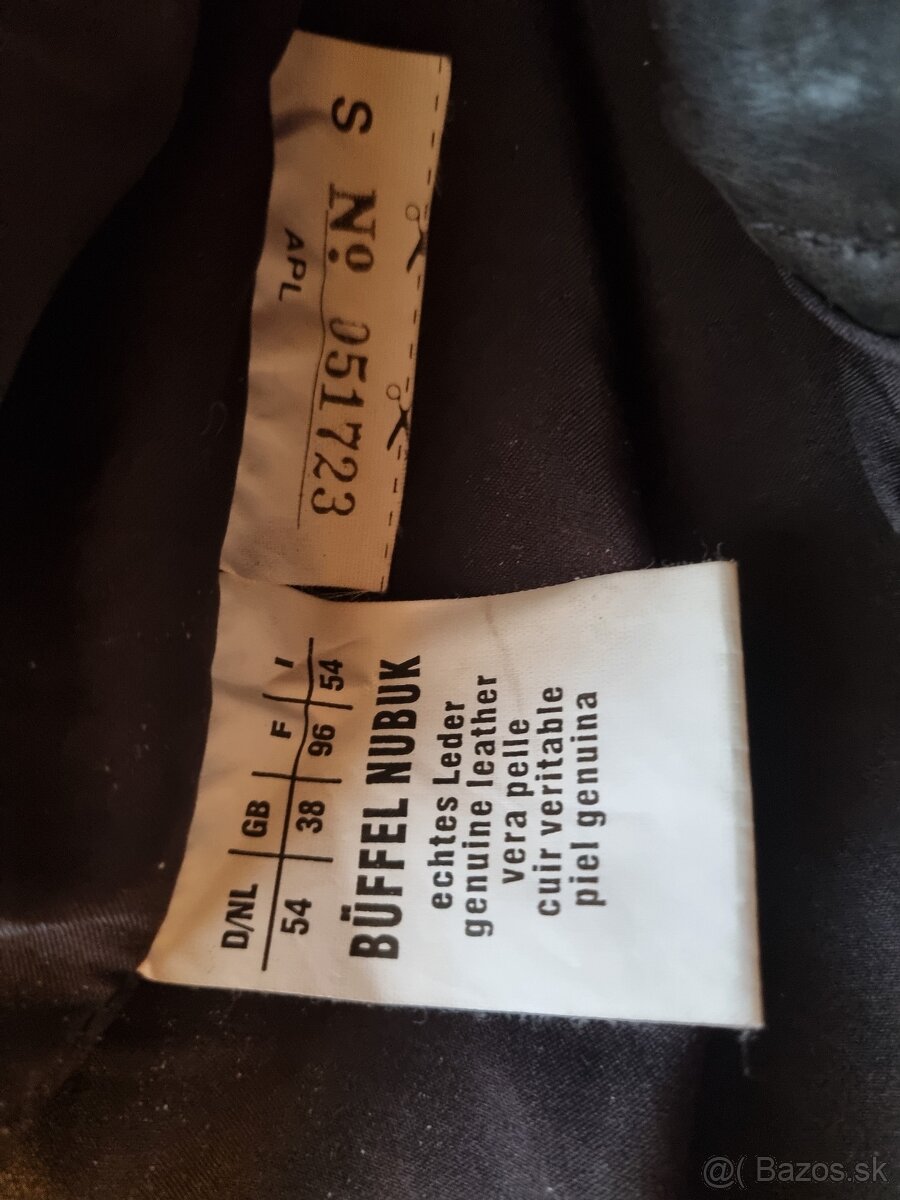 S Nº 051723
APL
D/NL GB F I
54 38 96 54
BÜFFEL NUBUK
echtes Leder
genuine leather
vera pelle
cuir veritable
piel genuina
@( Bazos.sk